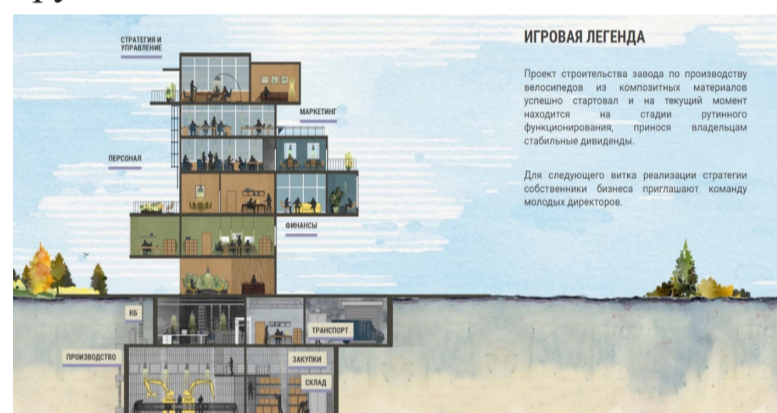 СТРАТЕГИЯ И
УПРАВЛЕНИЕ
МАРКЕТИНГ
ПЕРСОНАЛ
ФИНАНСЫ
КБ
ТРАНСПОРТ
ПРОИЗВОДСТВО
ЗАКУПКИ
СКЛАД
ИГРОВАЯ ЛЕГЕНДА
Проект строительства завода по производству
велосипедов из композитных материалов
успешно стартовал и на текущий момент
находится на стадии рутинного
функционирования, принося владельцам
стабильные дивиденды.
Для следующего витка реализации стратегии
собственники бизнеса приглашают команду
молодых директоров.